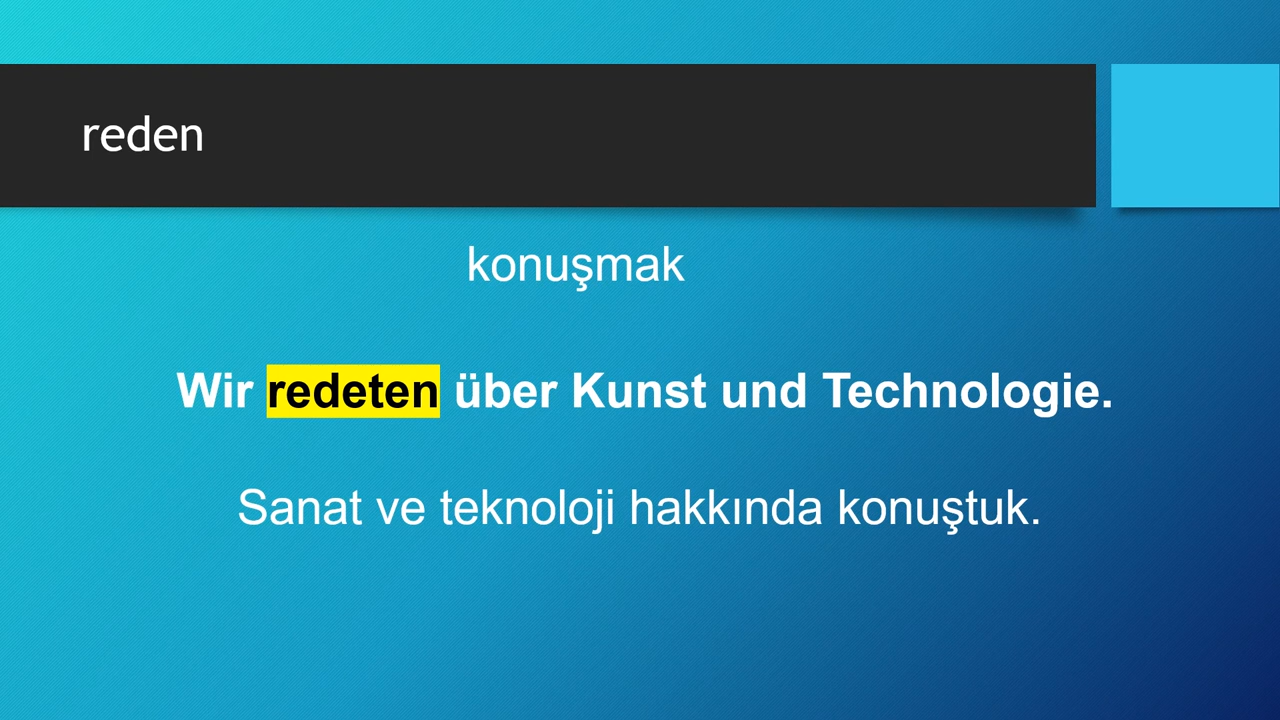 reden
konuşmak
Wir redeten über Kunst und Technologie.
Sanat ve teknoloji hakkında konuştuk.